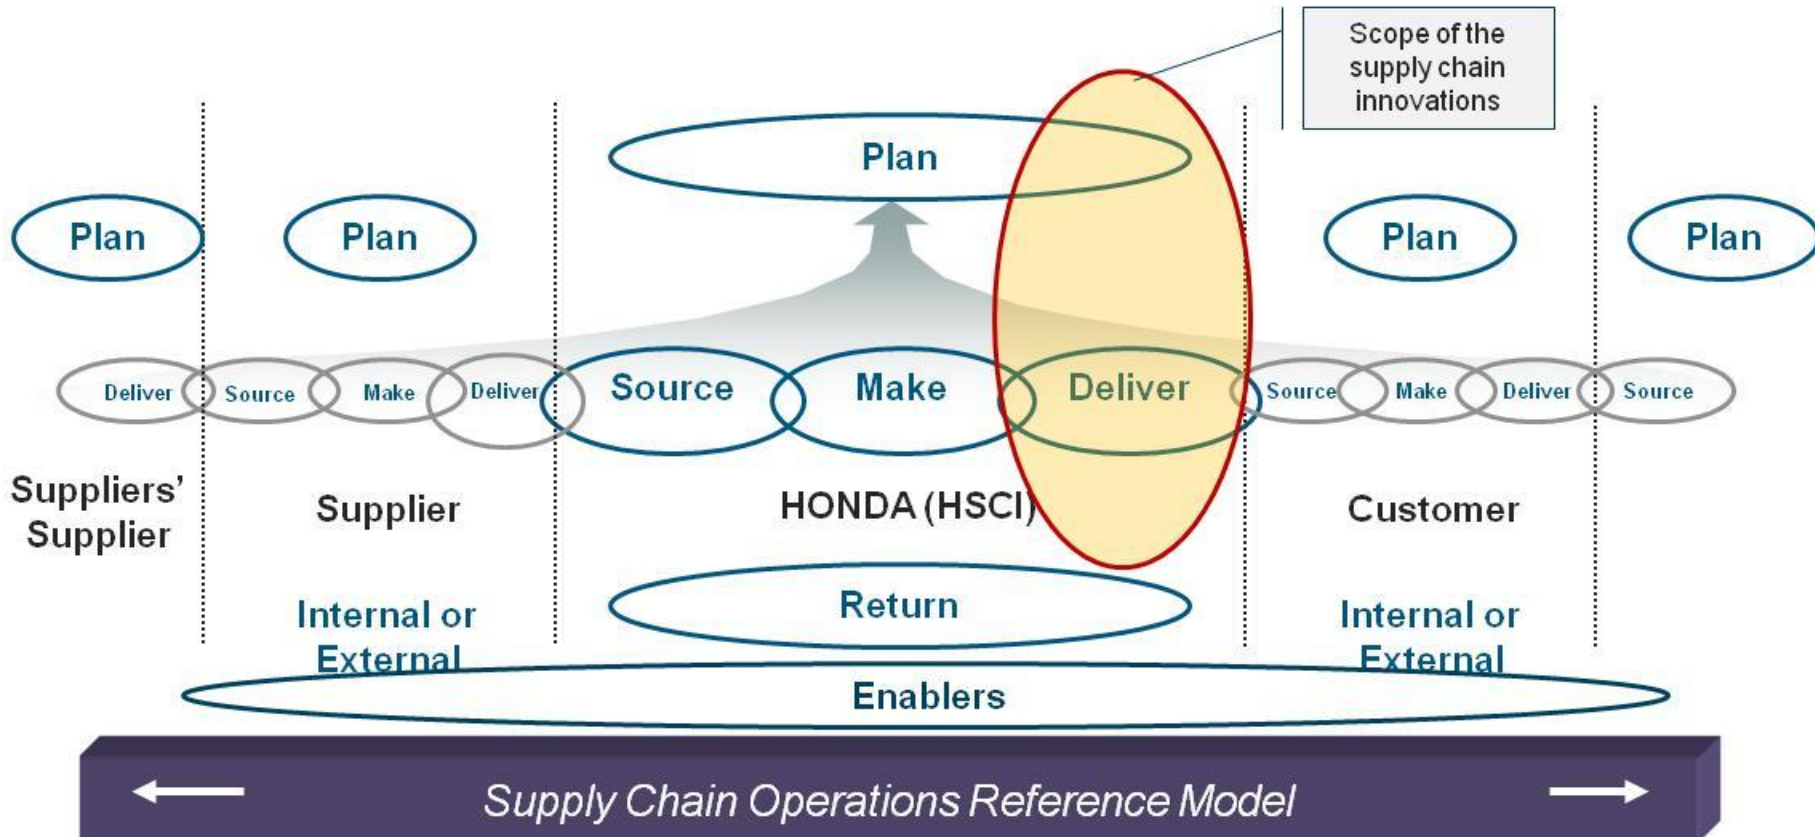 Scope of the
supply chain
innovations
Plan
Plan
Plan
Plan
Plan
Deliver
Source
Make
Deliver
Source
Make
Deliver
Source
Make
Deliver
Source
Suppliers’
Supplier
Supplier
HONDA (HSCI)
Customer
Internal or
External
Return
Internal or
External
Enablers
Supply Chain Operations Reference Model